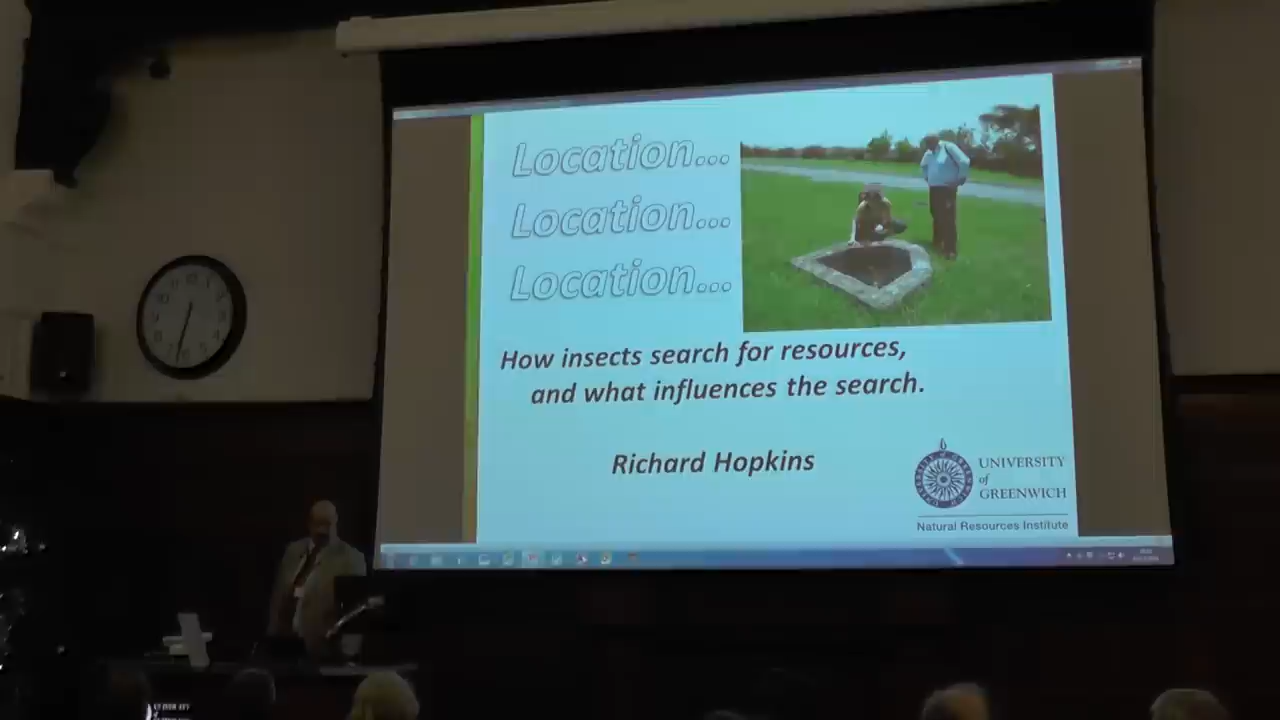 Location...
Location...
Location...
How insects search for resources,
and what influences the search.
Richard Hopkins
UNIVERSITY
of
GREENWICH
Natural Resources Institute